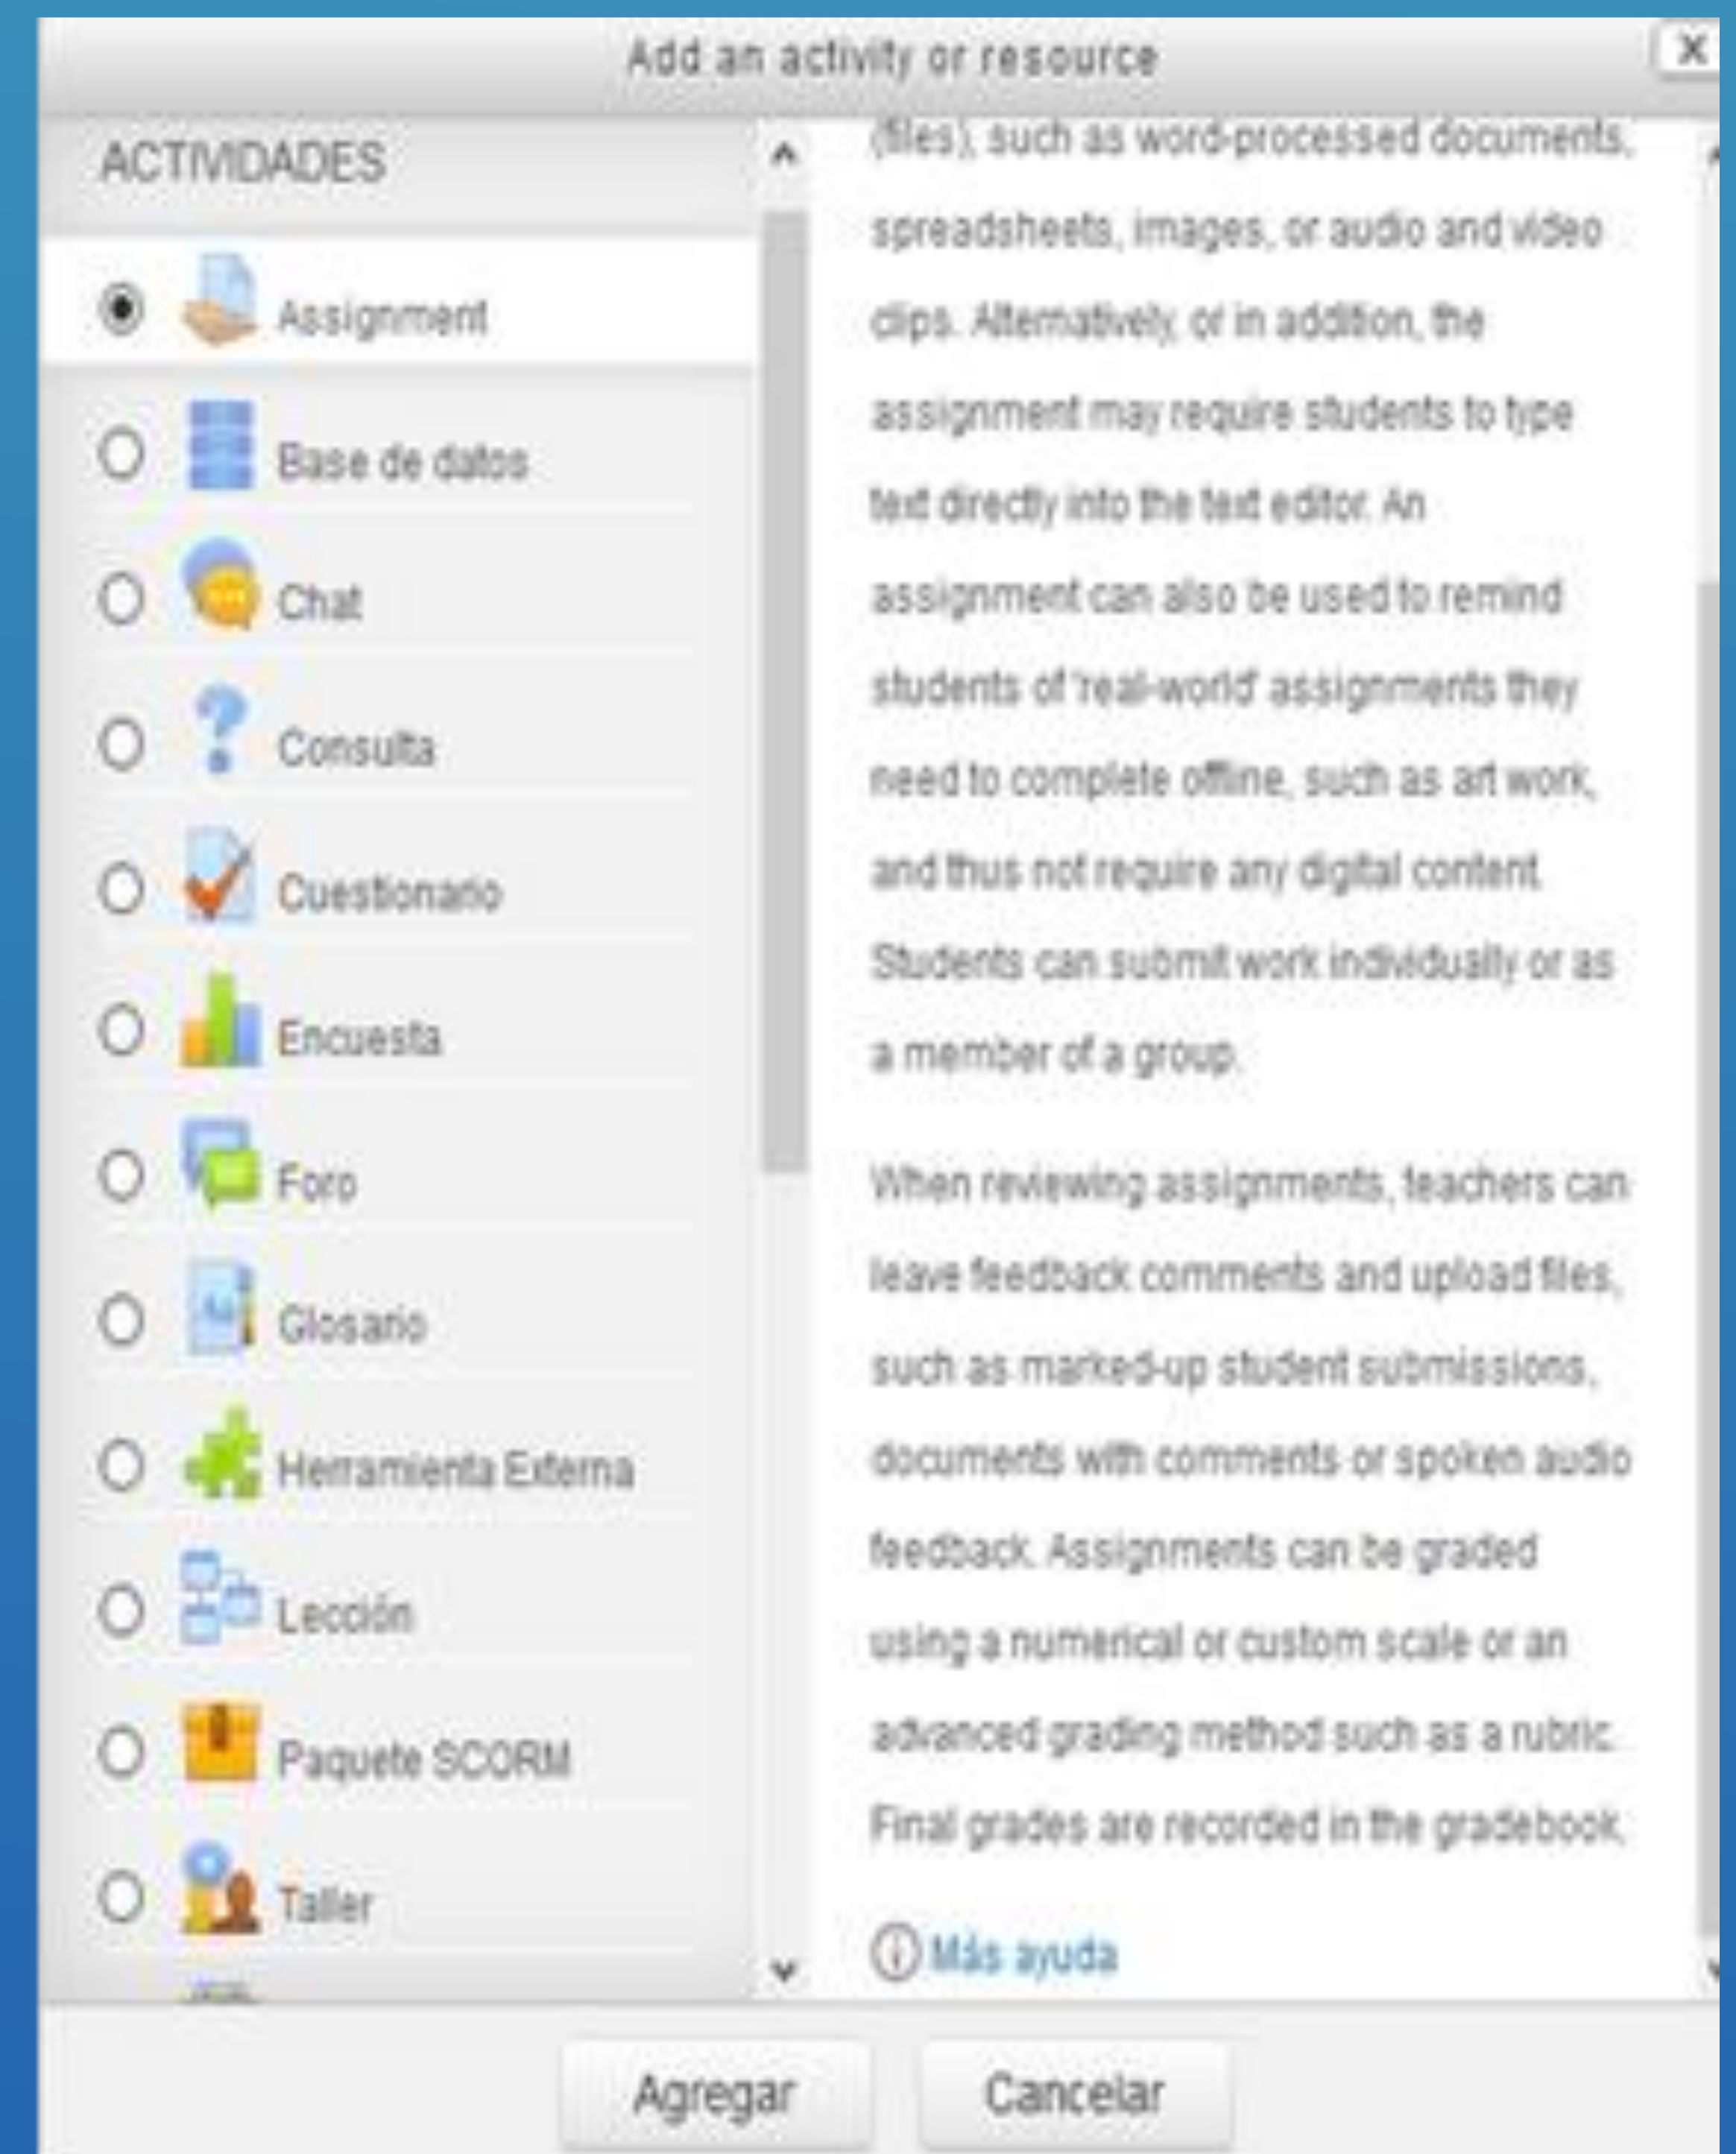 Add an activity or resource
X
ACTIVIDADES
Assignment
Base de datos
Chat
Consulta
Cuestionario
Encuesta
Foro
Glosario
Herramienta Externa
Lección
Paquete SCORM
Taller
(files), such as word-processed documents,
spreadsheets, images, or audio and video
clips. Alternatively, or in addition, the
assignment may require students to type
text directly into the text editor. An
assignment can also be used to remind
students of 'real-world' assignments they
need to complete offline, such as art work,
and thus not require any digital content.
Students can submit work individually or as
a member of a group.
When reviewing assignments, teachers can
leave feedback comments and upload files,
such as marked-up student submissions,
documents with comments or spoken audio
feedback. Assignments can be graded
using a numerical or custom scale or an
advanced grading method such as a rubric.
Final grades are recorded in the gradebook.
Más ayuda
Agregar
Cancelar